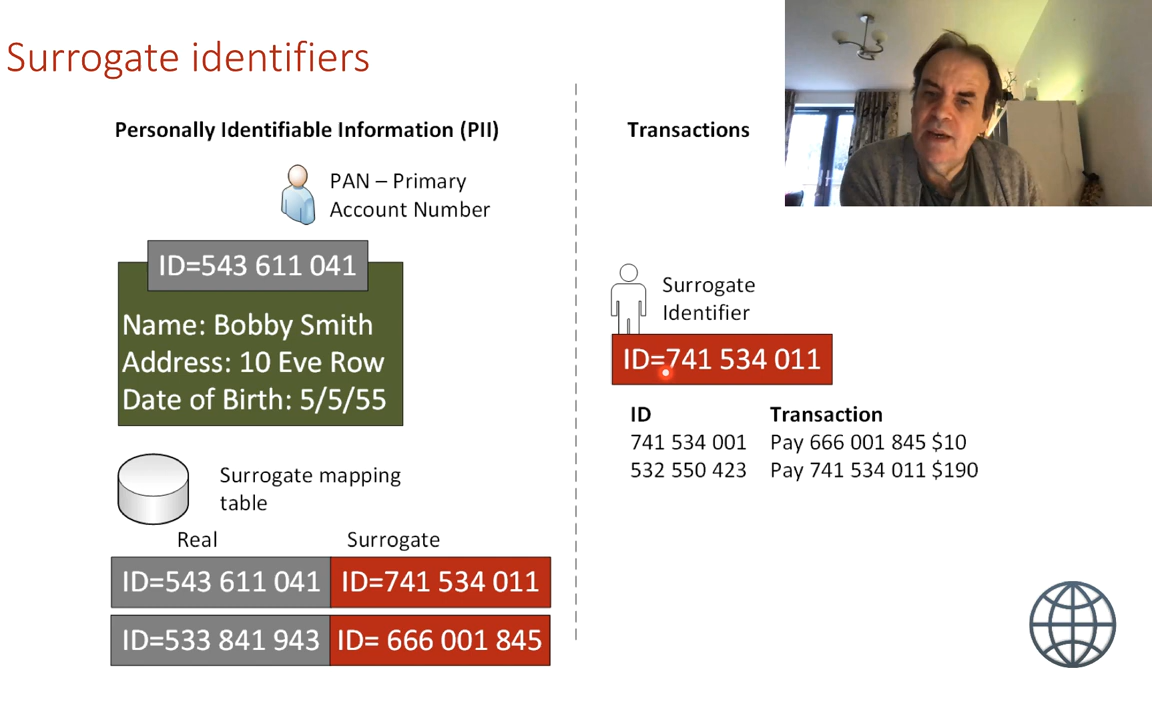 Surrogate identifiers
Personally Identifiable Information (PII)
PAN – Primary
Account Number
ID=543 611 041
Name: Bobby Smith
Address: 10 Eve Row
Date of Birth: 5/5/55
Surrogate mapping
table
Real Surrogate
ID=543 611 041 ID=741 534 011
ID=533 841 943 ID= 666 001 845
Transactions
Surrogate
Identifier
ID=741 534 011
ID Transaction
741 534 001 Pay 666 001 845 $10
532 550 423 Pay 741 534 011 $190